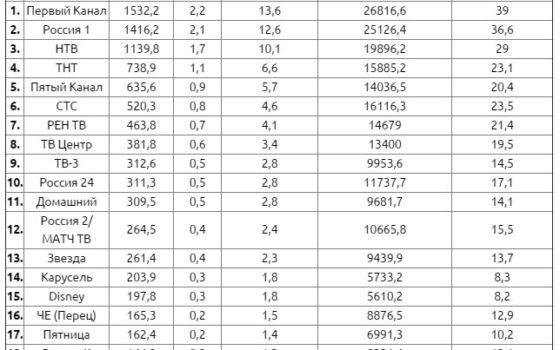 1. Первый Канал 1532,2 2,2 13,6 26816,6 39
2. Россия 1 1416,2 2,1 12,6 25126,4 36,6
3. НТВ 1139,8 1,7 10,1 19896,2 29
4. ТНТ 738,9 1,1 6,6 15885,2 23,1
5. Пятый Канал 635,6 0,9 5,7 14036,5 20,4
6. СТС 520,3 0,8 4,6 16116,3 23,5
7. РЕН ТВ 463,8 0,7 4,1 14679 21,4
8. ТВ Центр 381,8 0,6 3,4 13400 19,5
9. ТВ-3 312,6 0,5 2,8 9953,6 14,5
10. Россия 24 311,3 0,5 2,8 11737,7 17,1
11. Домашний 309,5 0,5 2,8 9681,7 14,1
12. Россия 2/
МАТЧ ТВ 264,5 0,4 2,4 10665,8 15,5
13. Звезда 261,4 0,4 2,3 9439,9 13,7
14. Карусель 203,9 0,3 1,8 5733,2 8,3
15. Disney 197,8 0,3 1,8 5610,2 8,2
16. ЧЕ (Перец) 165,3 0,2 1,5 8876,5 12,9
17. Пятница 162,4 0,2 1,4 6991,3 10,2